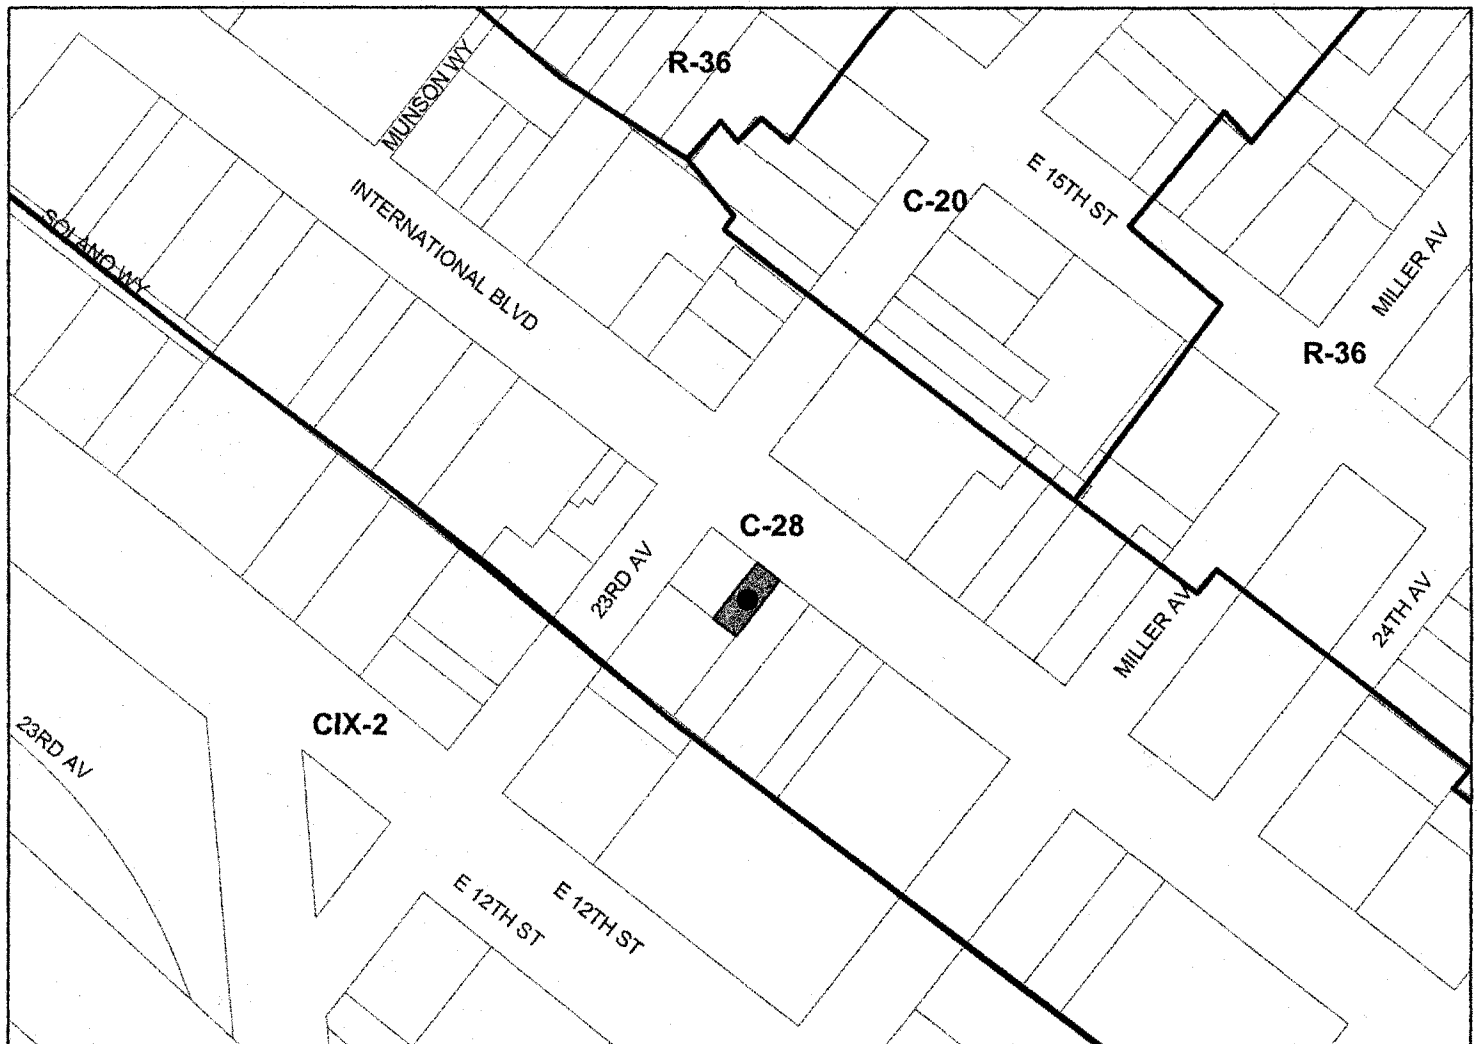 R-36
MUNSON WY
C-20
E 15TH ST
INTERNATIONAL BLVD
SOLANO WY
MILLER AV
R-36
C-28
23RD AV
MILLER AV
24TH AV
CIX-2
23RD AV
E 12TH ST
E 12TH ST